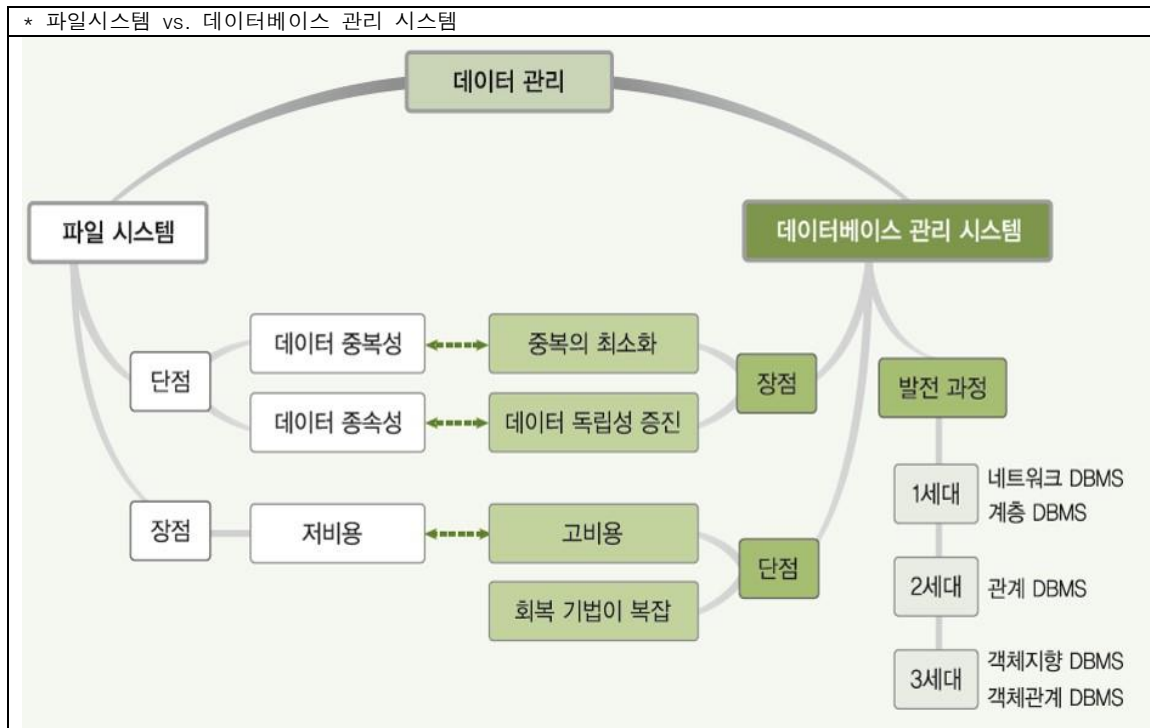 * 파일시스템 vs. 데이터베이스 관리 시스템
데이터 관리
파일 시스템
데이터베이스 관리 시스템
단점
데이터 중복성
중복의 최소화
데이터 종속성
데이터 독립성 증진
장점
장점
저비용
고비용
회복 기법이 복잡
단점
발전 과정
1세대
네트워크 DBMS
계층 DBMS
2세대
관계 DBMS
3세대
객체지향 DBMS
객체관계 DBMS